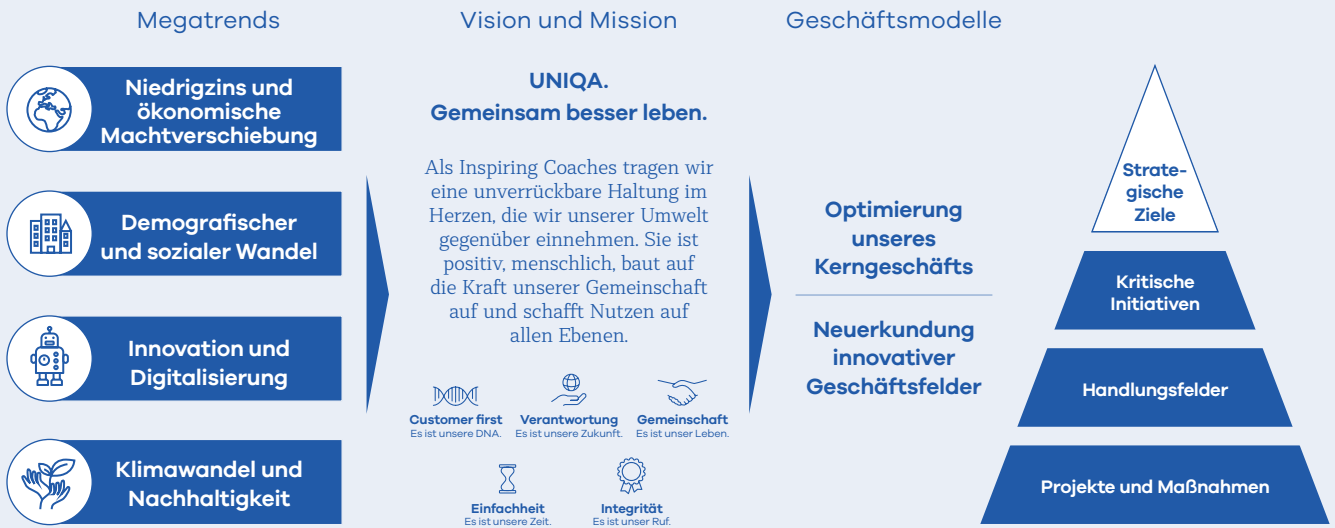 Megatrends
Niedrigzins und
ökonomische
Machtverschiebung
Demografischer
und sozialer Wandel
Innovation und
Digitalisierung
Klimawandel und
Nachhaltigkeit
Vision und Mission
UNIQA.
Gemeinsam besser leben.
Als Inspiring Coaches tragen wir
eine unverrückbare Haltung im
Herzen, die wir unserer Umwelt
gegenüber einnehmen. Sie ist
positiv, menschlich, baut auf
die Kraft unserer Gemeinschaft
auf und schafft Nutzen auf
allen Ebenen.
Customer first
Es ist unsere DNA.
Verantwortung
Es ist unsere Zukunft.
Gemeinschaft
Es ist unser Leben.
Einfachheit
Es ist unsere Zeit.
Integrität
Es ist unser Ruf.
Geschäftsmodelle
Optimierung
unseres
Kerngeschäfts
Neuerkundung
innovativer
Geschäftsfelder
Strate-
gische
Ziele
Kritische
Initiativen
Handlungsfelder
Projekte und Maßnahmen